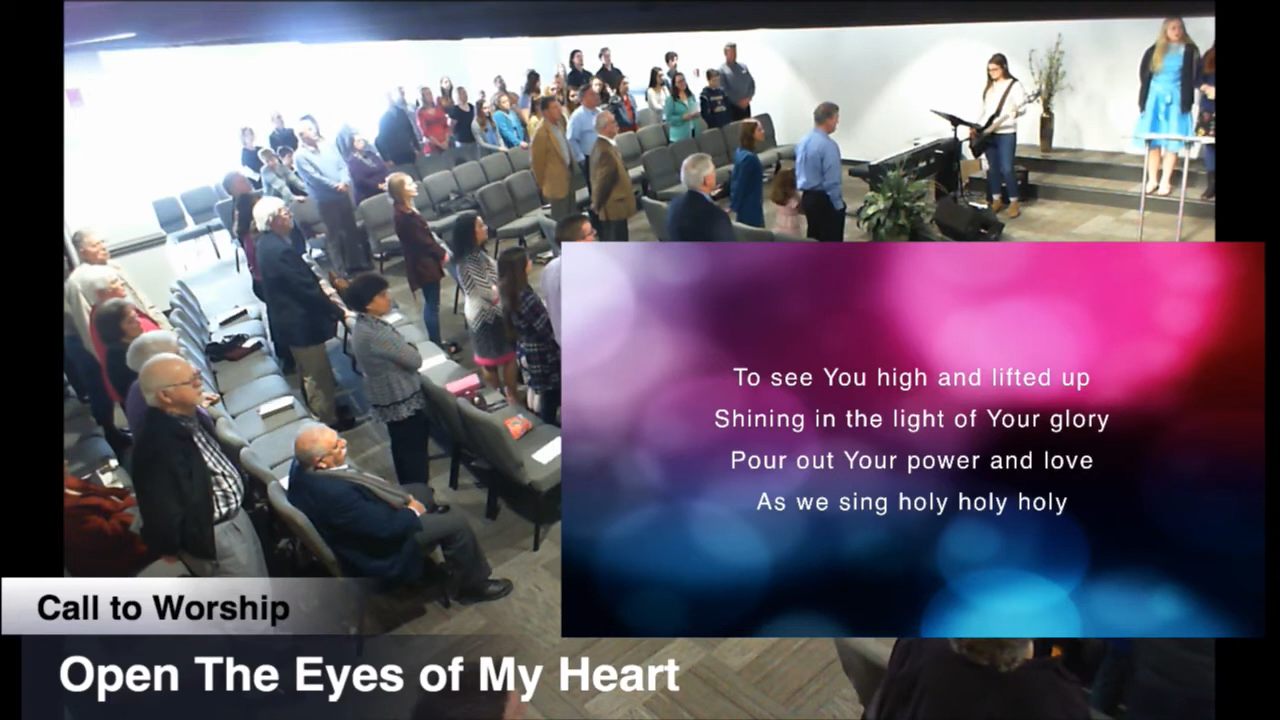 To see You high and lifted up
Shining in the light of Your glory
Pour out Your power and love
As we sing holy holy holy
Call to Worship
Open The Eyes of My Heart